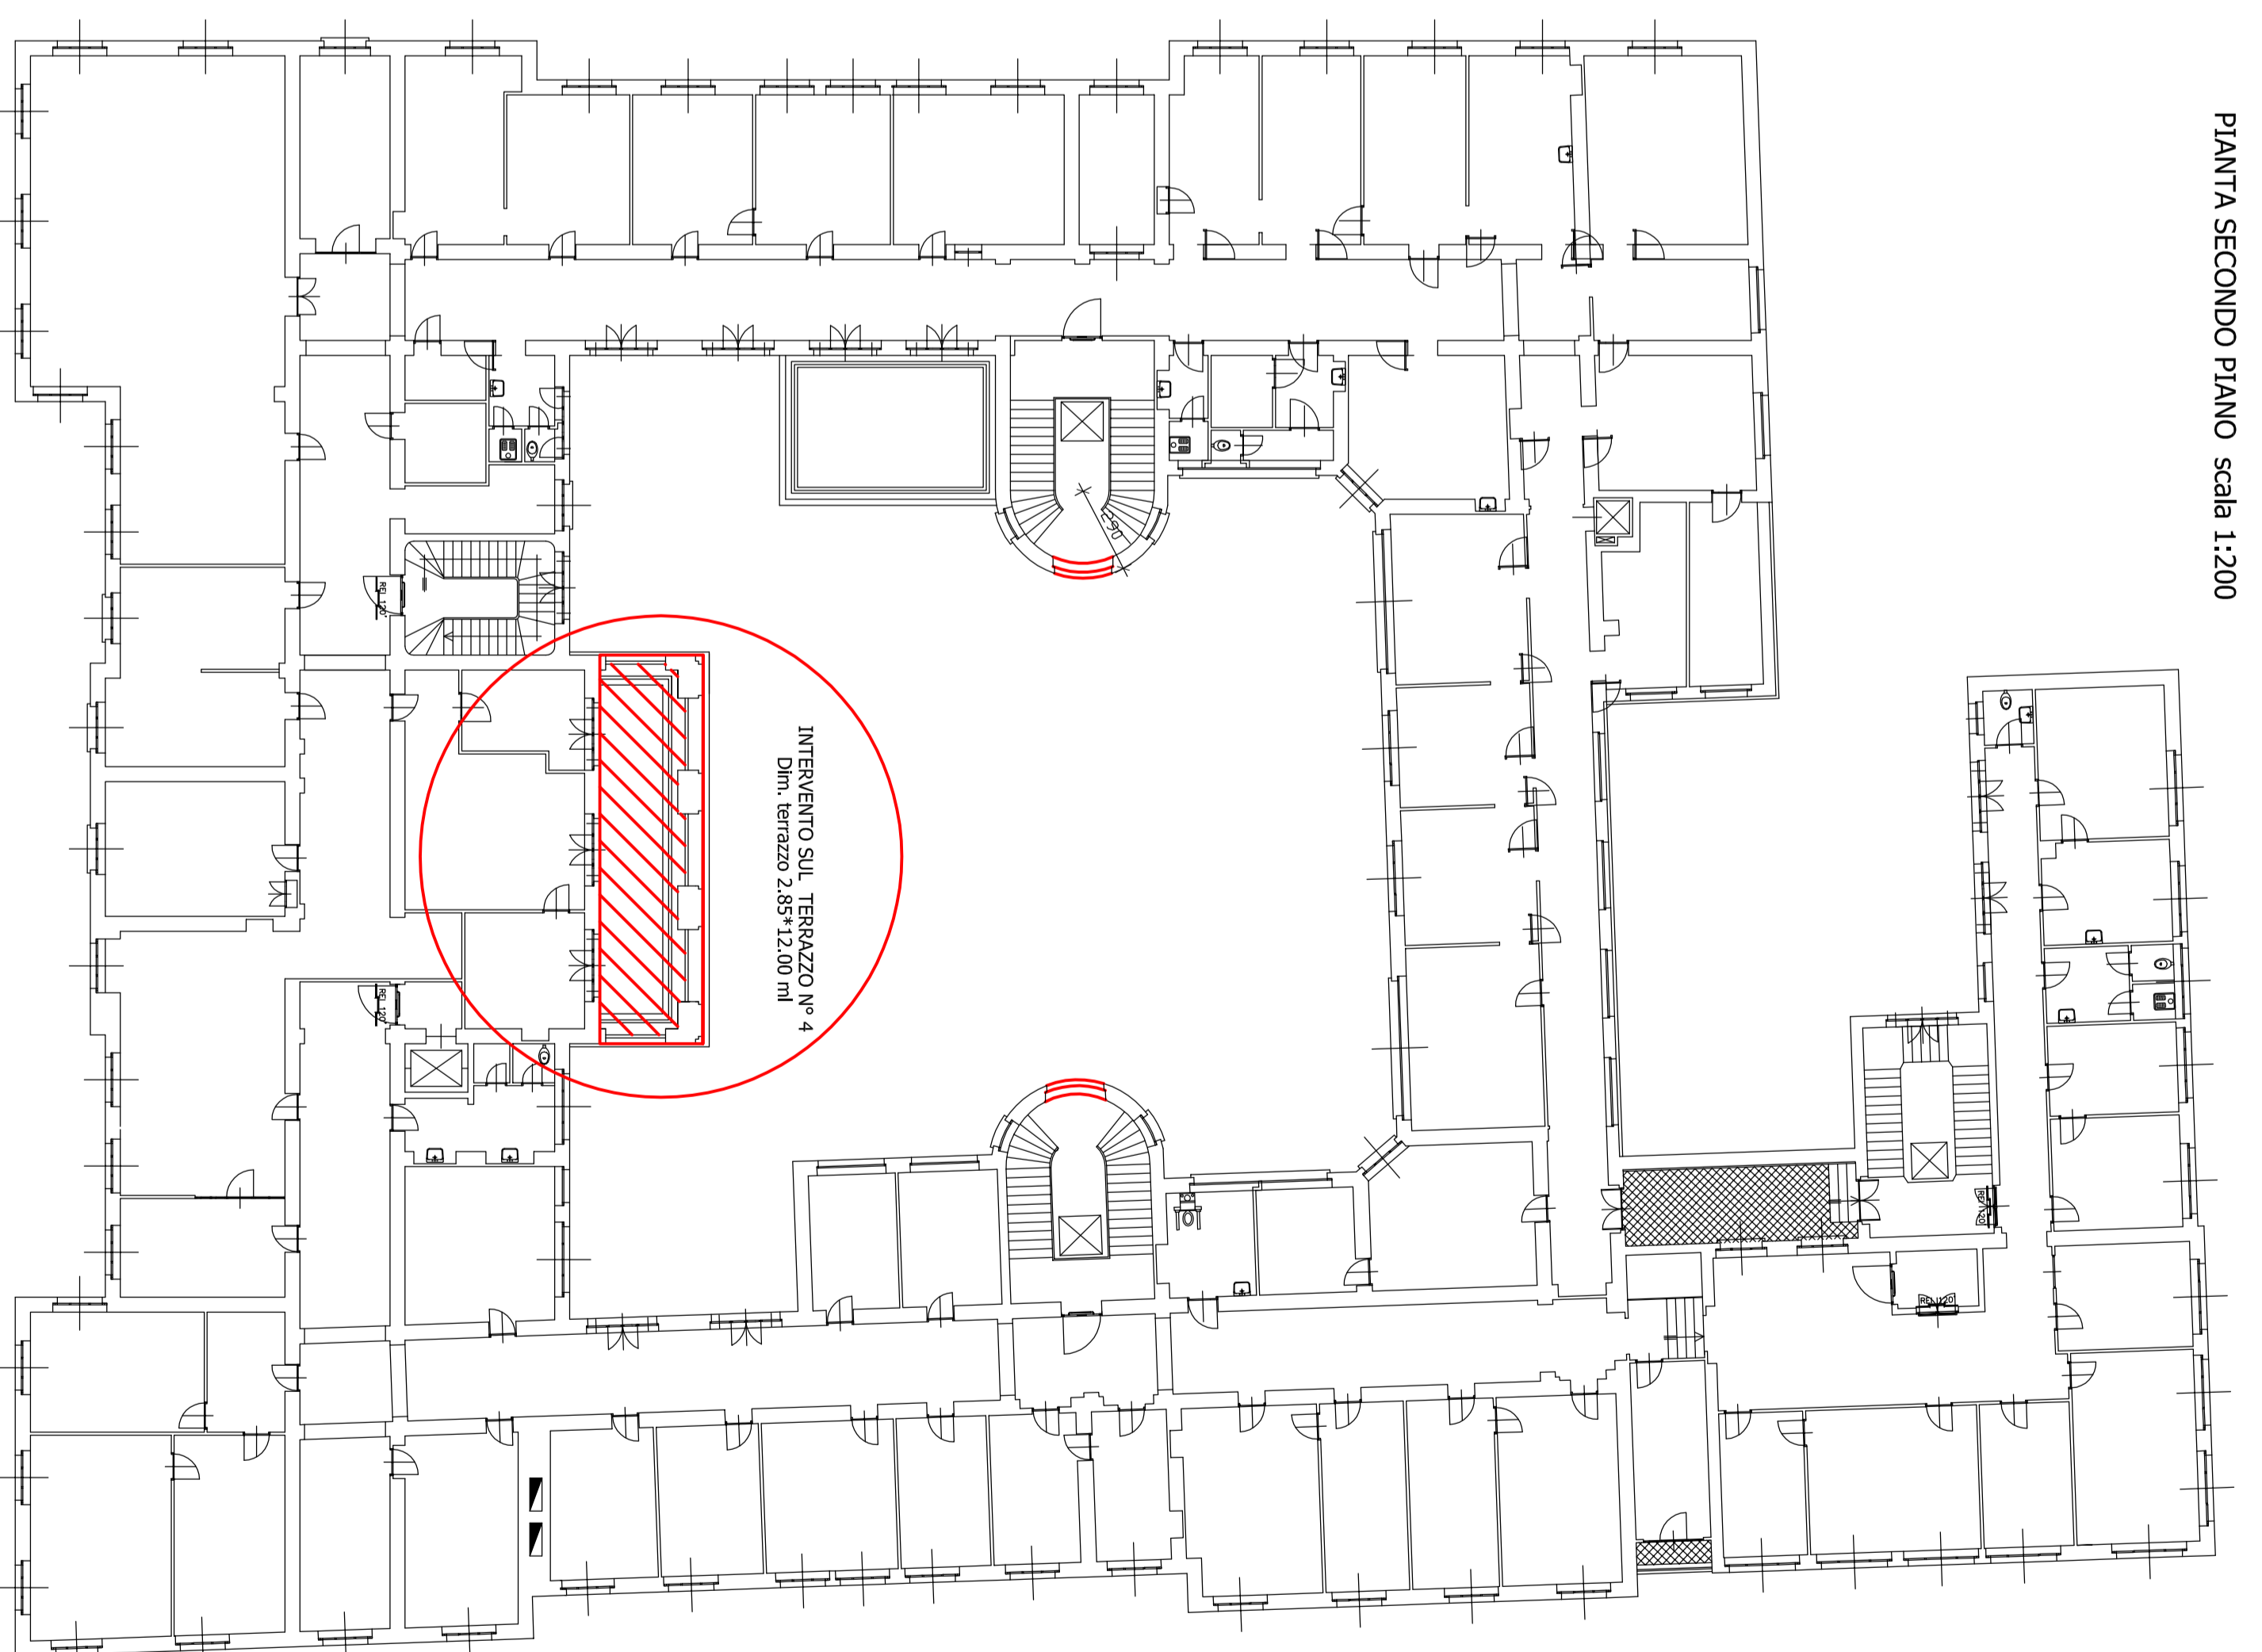 PIANTA SECONDO PIANO scala 1:200
INTERVENTO SUL TERRAZZO N° 4
Dim. terrazzo 2.85*12.00 ml
290
REI 120'
REI 120'
REI 120
REI 120